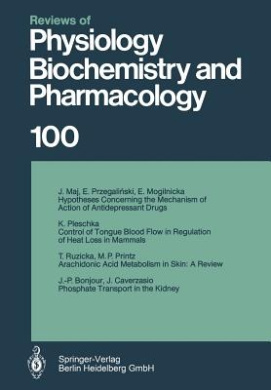 Reviews of
Physiology
Biochemistry and
Pharmacology
100
J. Maj, E. Przegaliński, E. Mogilnicka
Hypotheses Concerning the Mechanism of
Action of Antidepressant Drugs
K. Pleschka
Control of Tongue Blood Flow in Regulation
of Heat Loss in Mammals
T. Ruzicka, M.P. Printz
Arachidonic Acid Metabolism in Skin: A Review
J.-P. Bonjour, J. Caverzasio
Phosphate Transport in the Kidney
Springer-Verlag
Berlin Heidelberg GmbH